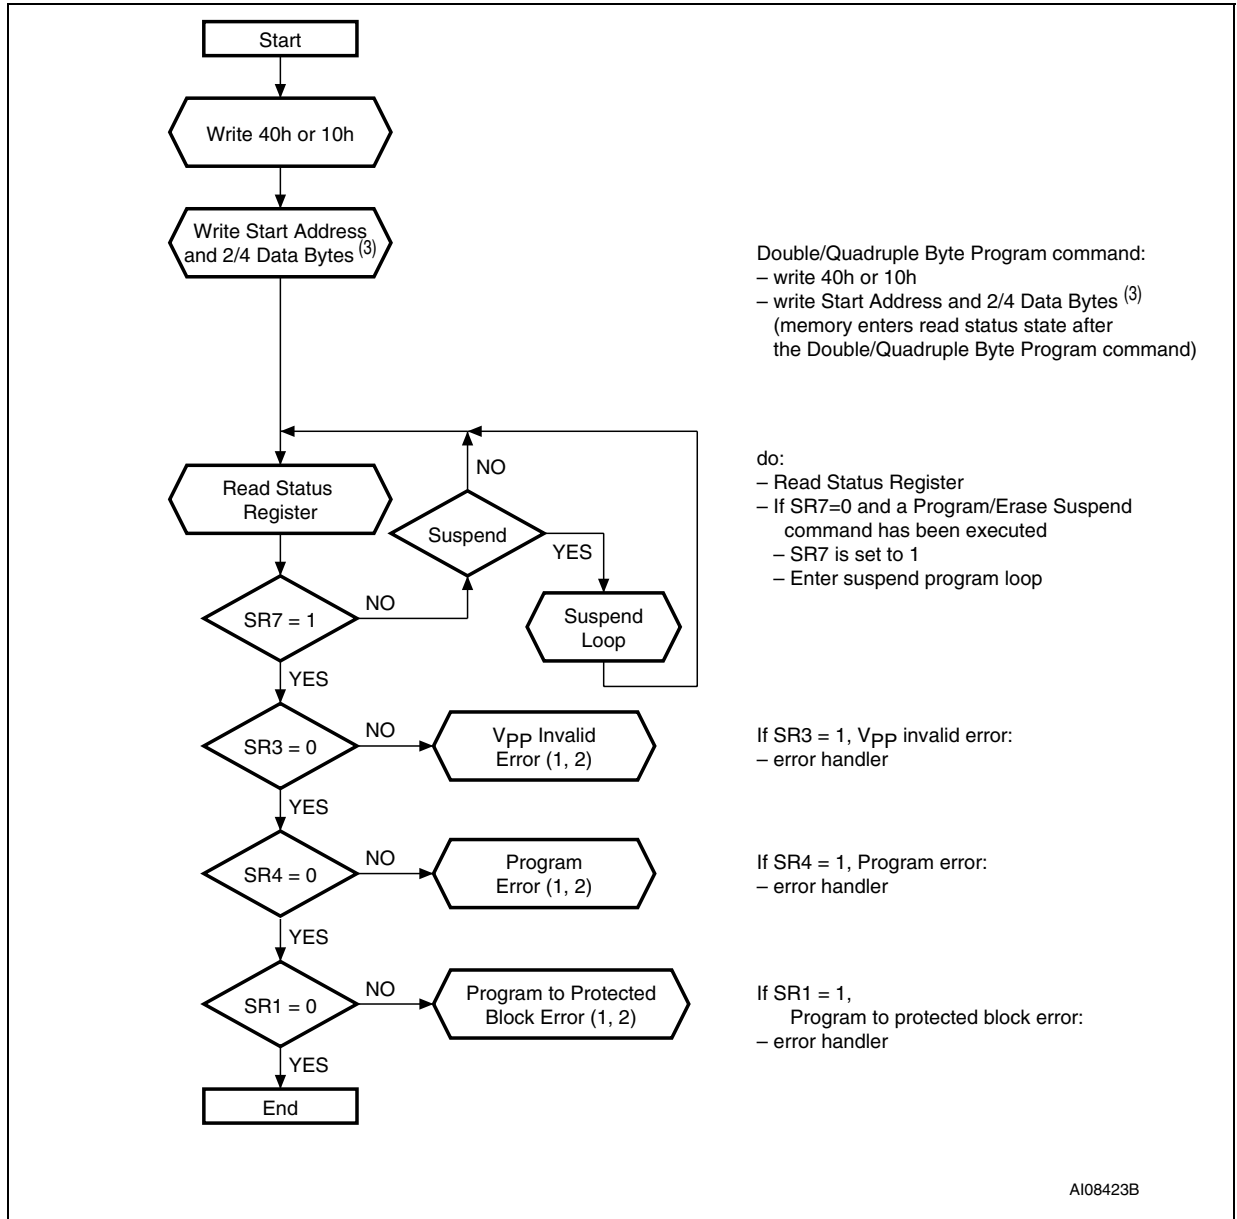 Start
Write 40h or 10h
Write Start Address
and 2/4 Data Bytes (3)
Double/Quadruple Byte Program command:
– write 40h or 10h
– write Start Address and 2/4 Data Bytes (3)
(memory enters read status state after
the Double/Quadruple Byte Program command)
NO
Read Status
Register
Suspend
YES
do:
– Read Status Register
– If SR7=0 and a Program/Erase Suspend
command has been executed
– SR7 is set to 1
– Enter suspend program loop
SR7 = 1
NO
Suspend
Loop
YES
SR3 = 0
NO
VPP Invalid
Error (1, 2)
If SR3 = 1, VPP invalid error:
– error handler
YES
SR4 = 0
NO
Program
Error (1, 2)
If SR4 = 1, Program error:
– error handler
YES
SR1 = 0
NO
Program to Protected
Block Error (1, 2)
If SR1 = 1,
Program to protected block error:
– error handler
YES
End
AI08423B